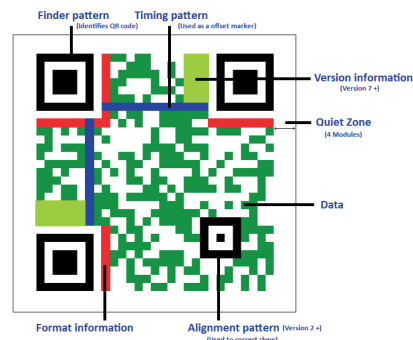 Finder pattern
(Identifies QR code)
Timing pattern
(Used as a offset marker)
Version information
(Version 7 +)
Quiet Zone
(4 Modules)
Data
Format information
Alignment pattern (Version 2 +)
(Used to correct skew)